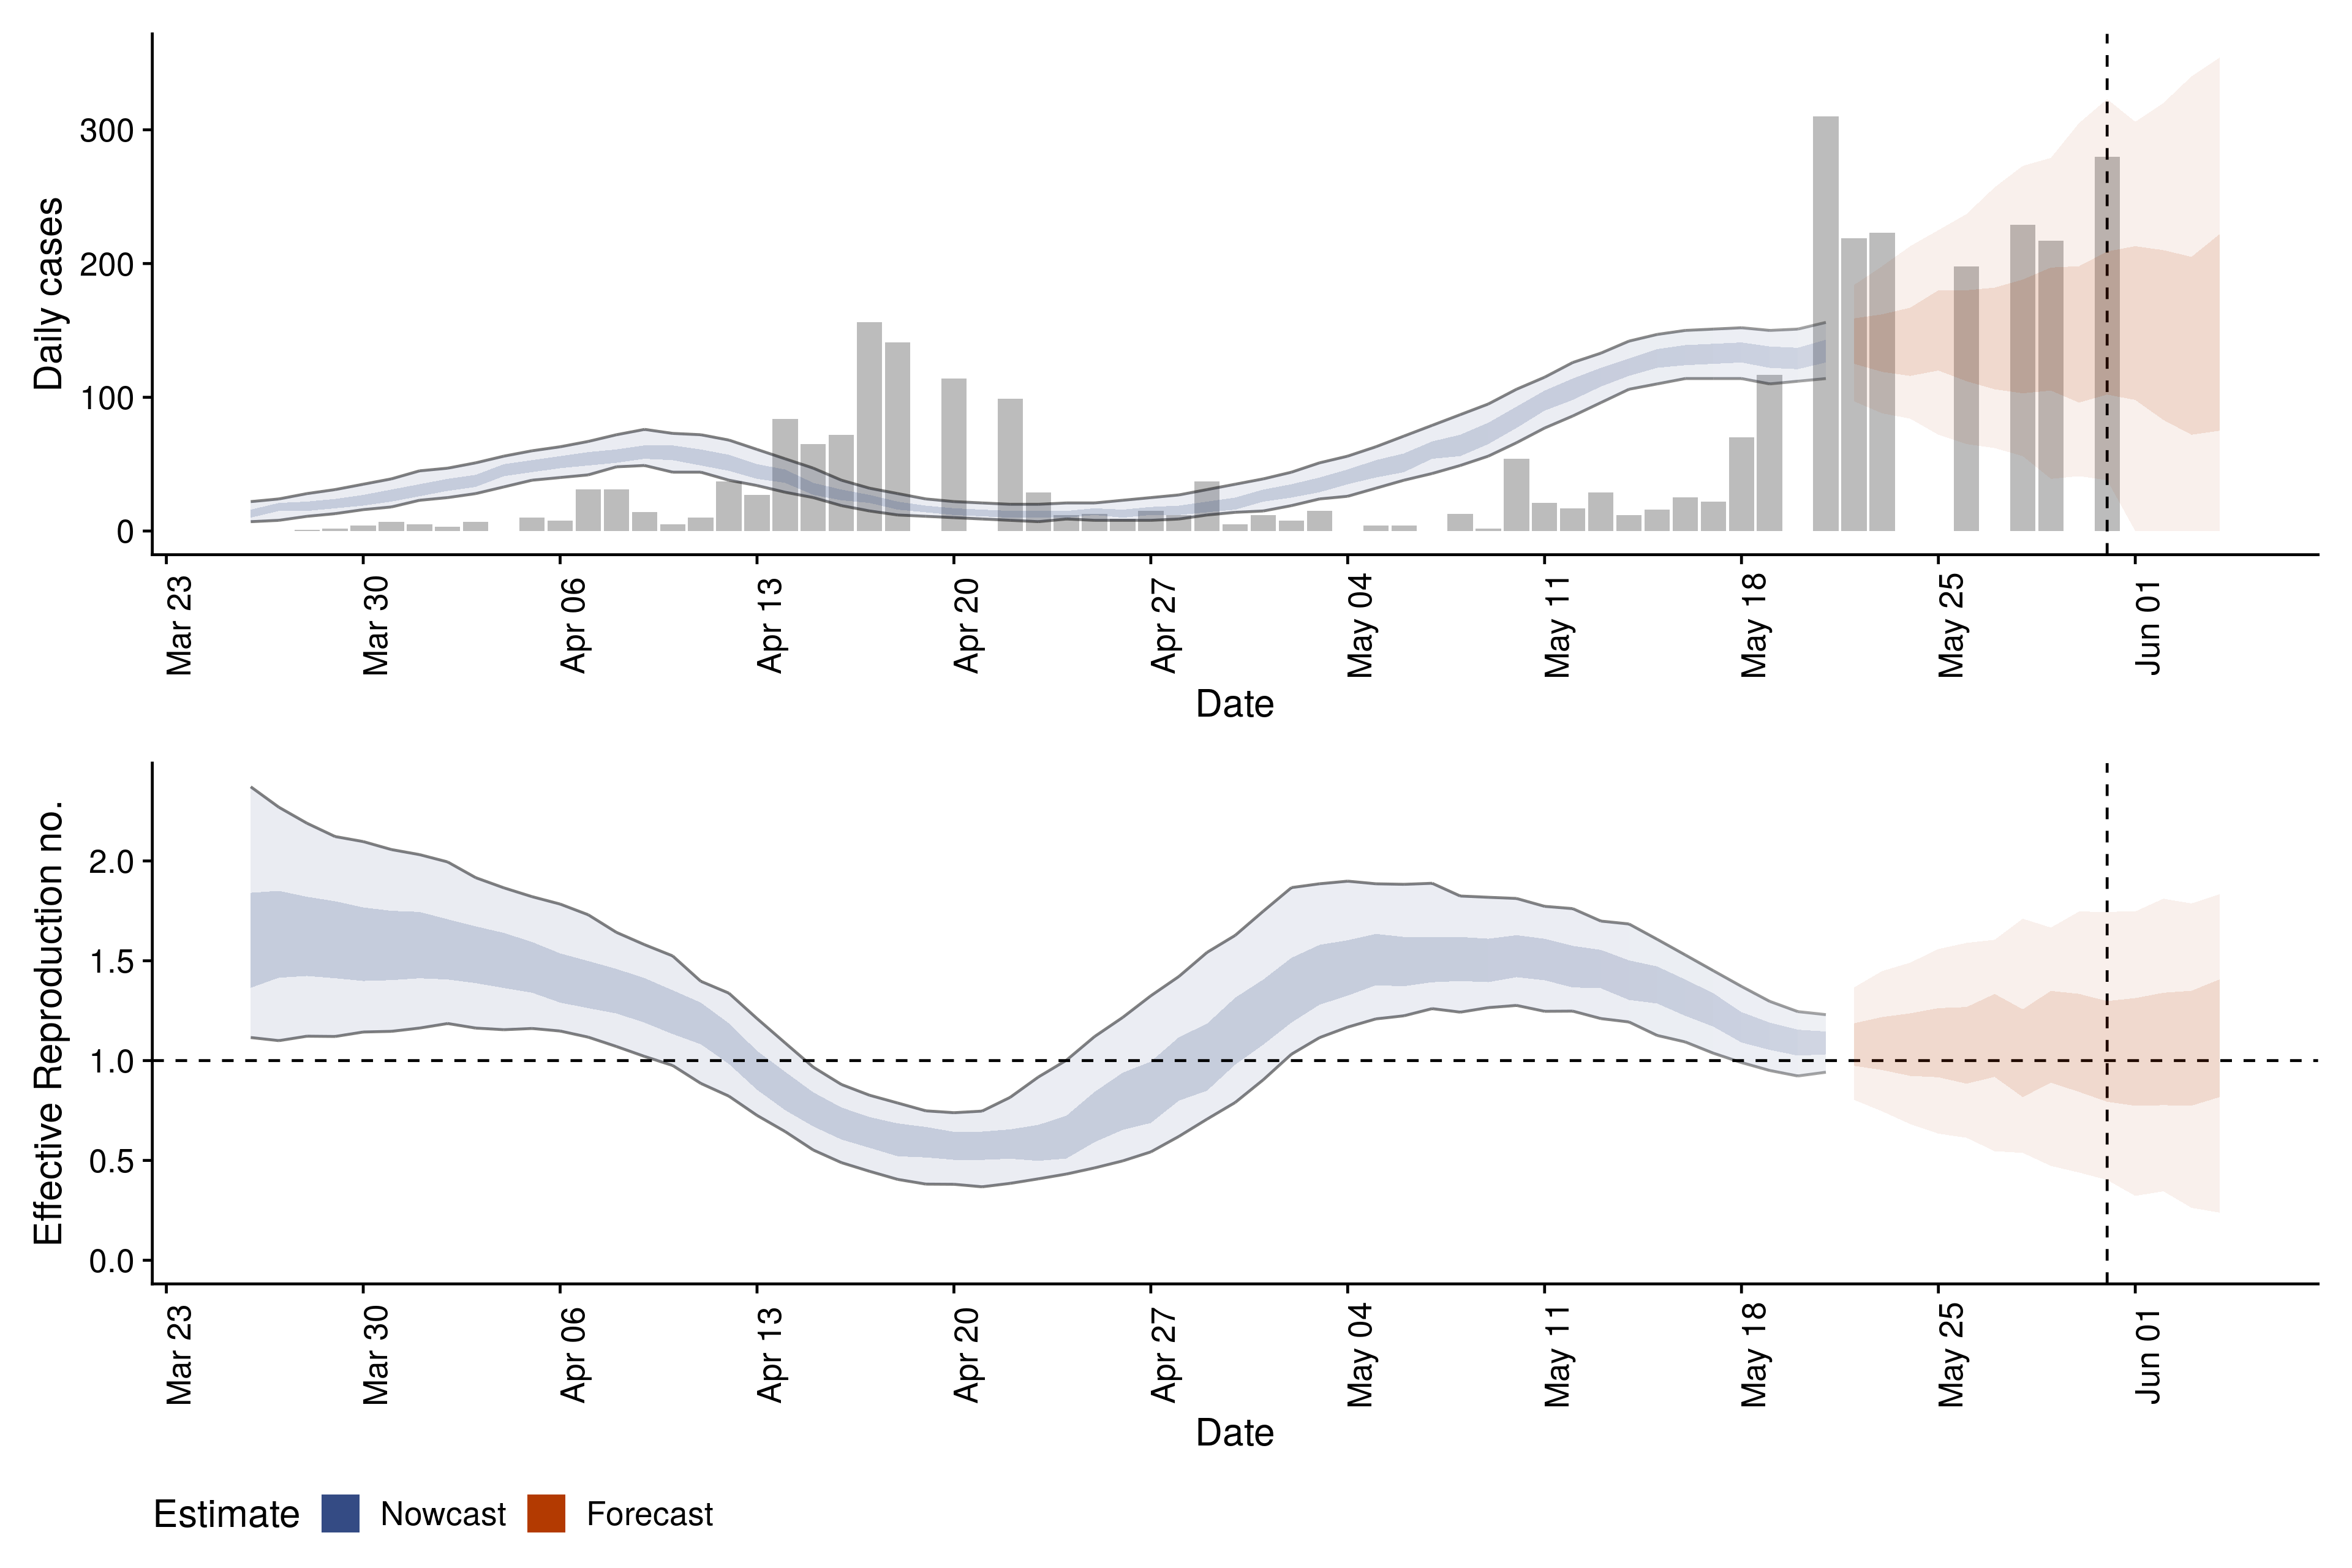 Daily cases
300
200
100
0
Mar 23
Mar 30
Apr 06
Apr 13
Apr 20
Apr 27
May 04
May 11
May 18
May 25
Jun 01
Date
Effective Reproduction no.
2.0
1.5
1.0
0.5
0.0
Mar 23
Mar 30
Apr 06
Apr 13
Apr 20
Apr 27
May 04
May 11
May 18
May 25
Jun 01
Date
Estimate Nowcast Forecast